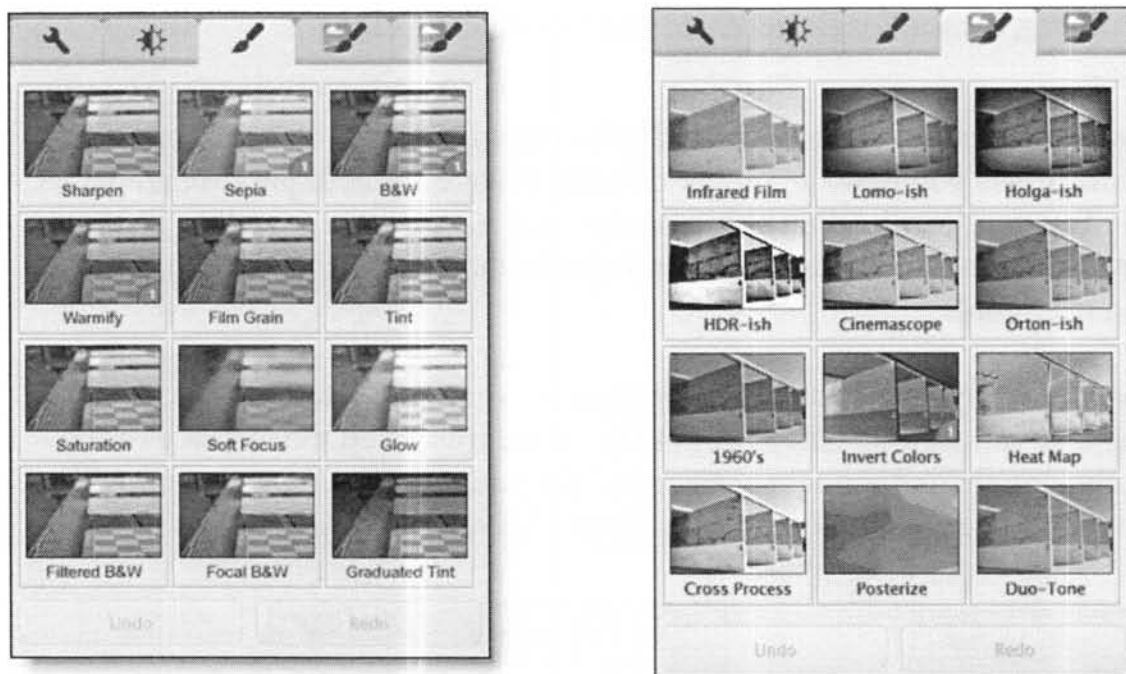 Sharpen Sepia B&W
Warmify Film Grain Tint
Saturation Soft Focus Glow
Filtered B&W Focal B&W Graduated Tint
Undo Redo
Infrared Film Lomo-ish Holga-ish
HDR-ish Cinemascope Orton-ish
1960's Invert Colors Heat Map
Cross Process Posterize Duo-Tone
Undo Redo